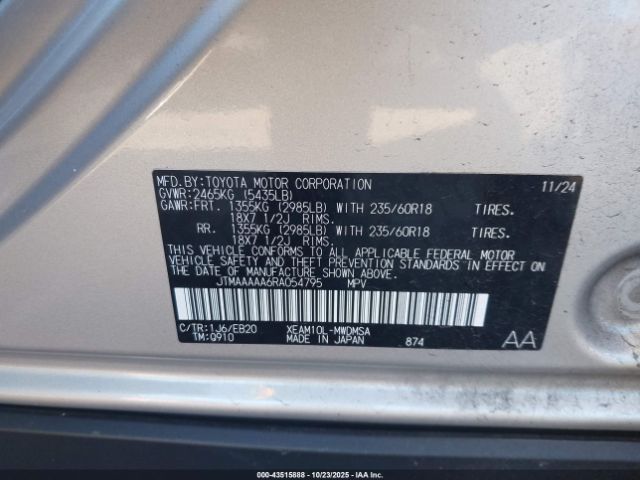 MFD.BY:TOYOTA MOTOR CORPORATION 11/24
GVWR:2465KG (5435LB)
GAWR:FRT. 1355KG (2985LB) WITH 235/60R18 TIRES.
18X7 1/2J RIMS.
RR. 1355KG (2985LB) WITH 235/60R18 TIRES.
18X7 1/2J RIMS.
THIS VEHICLE CONFORMS TO ALL APPLICABLE FEDERAL MOTOR
VEHICLE SAFETY AND THEFT PREVENTION STANDARDS IN EFFECT
ON THE DATE OF MANUFACTURE SHOWN ABOVE.
JTMAAAAA6RA054795 MPV
C/TR:1J6/EB20 XEAM10L-MWDMSA
TM:Q910 MADE IN JAPAN 874 AA
000-43515888 - 10/23/2025 - IAAI.COM